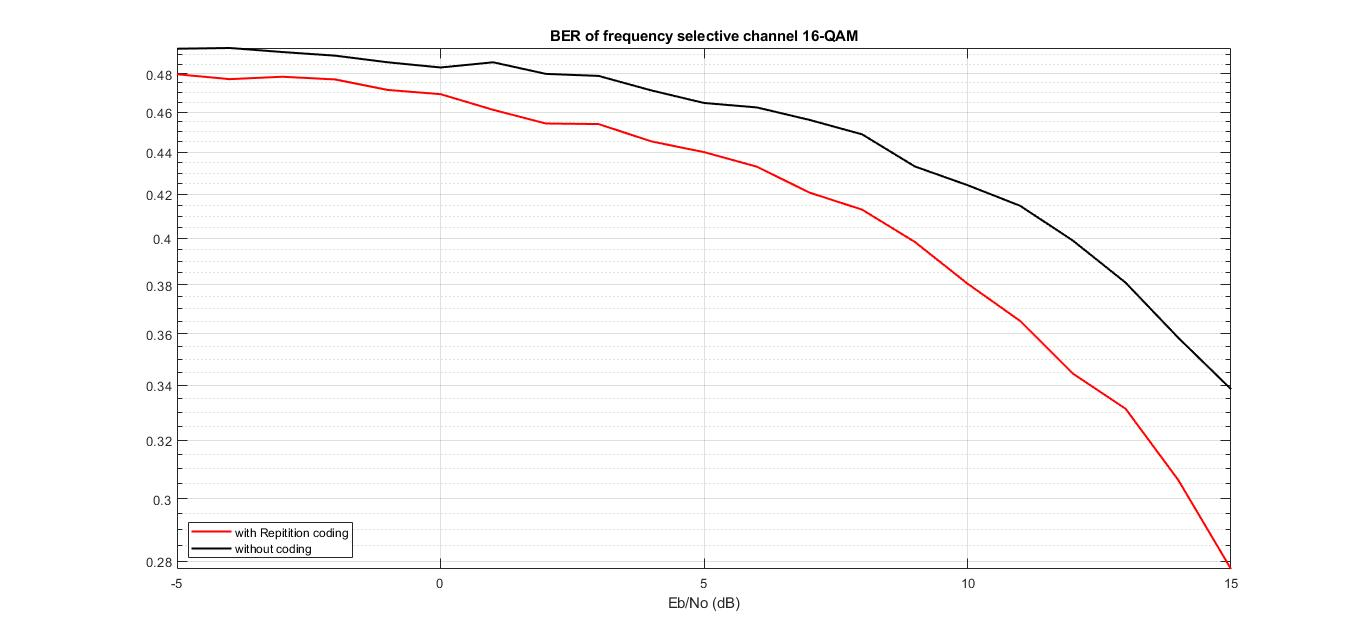 BER of frequency selective channel 16-QAM
0.48
0.46
0.44
0.42
0.4
0.38
0.36
0.34
0.32
0.3
0.28
with Repitition coding
without coding
-5 0 5 10 15
Eb/No (dB)